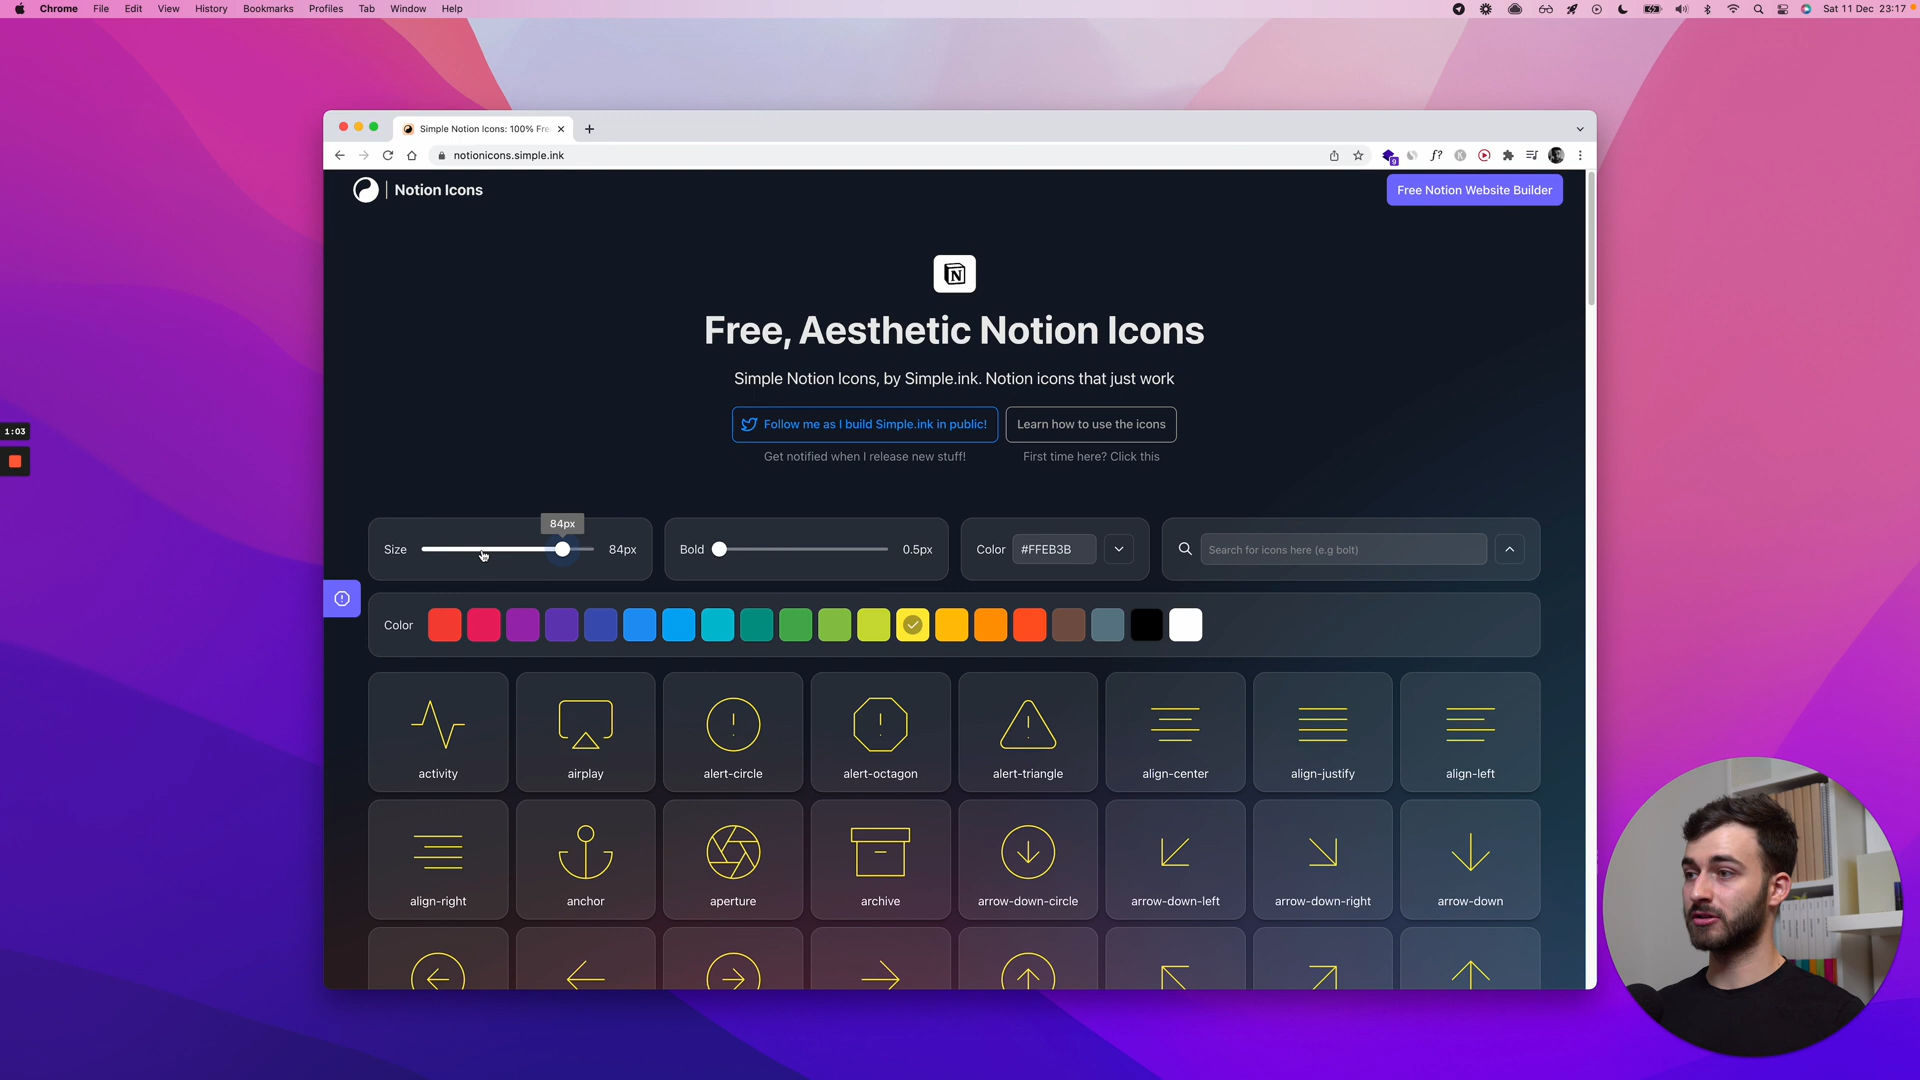 Chrome File Edit View History Bookmarks Profiles Tab Window Help
Sat 11 Dec 23:17
Simple Notion Icons: 100% Fre
notionicons.simple.ink
9
f?
Notion Icons
Free Notion Website Builder
N
Free, Aesthetic Notion Icons
Simple Notion Icons, by Simple.ink. Notion icons that just work
Follow me as I build Simple.ink in public!
Learn how to use the icons
Get notified when I release new stuff!
First time here? Click this
1:03
84px
Size 84px
Bold 0.5px
Color #FFEB3B
Search for icons here (e.g bolt)
Color
activity airplay alert-circle alert-octagon alert-triangle align-center align-justify align-left
align-right anchor aperture archive arrow-down-circle arrow-down-left arrow-down-right arrow-down